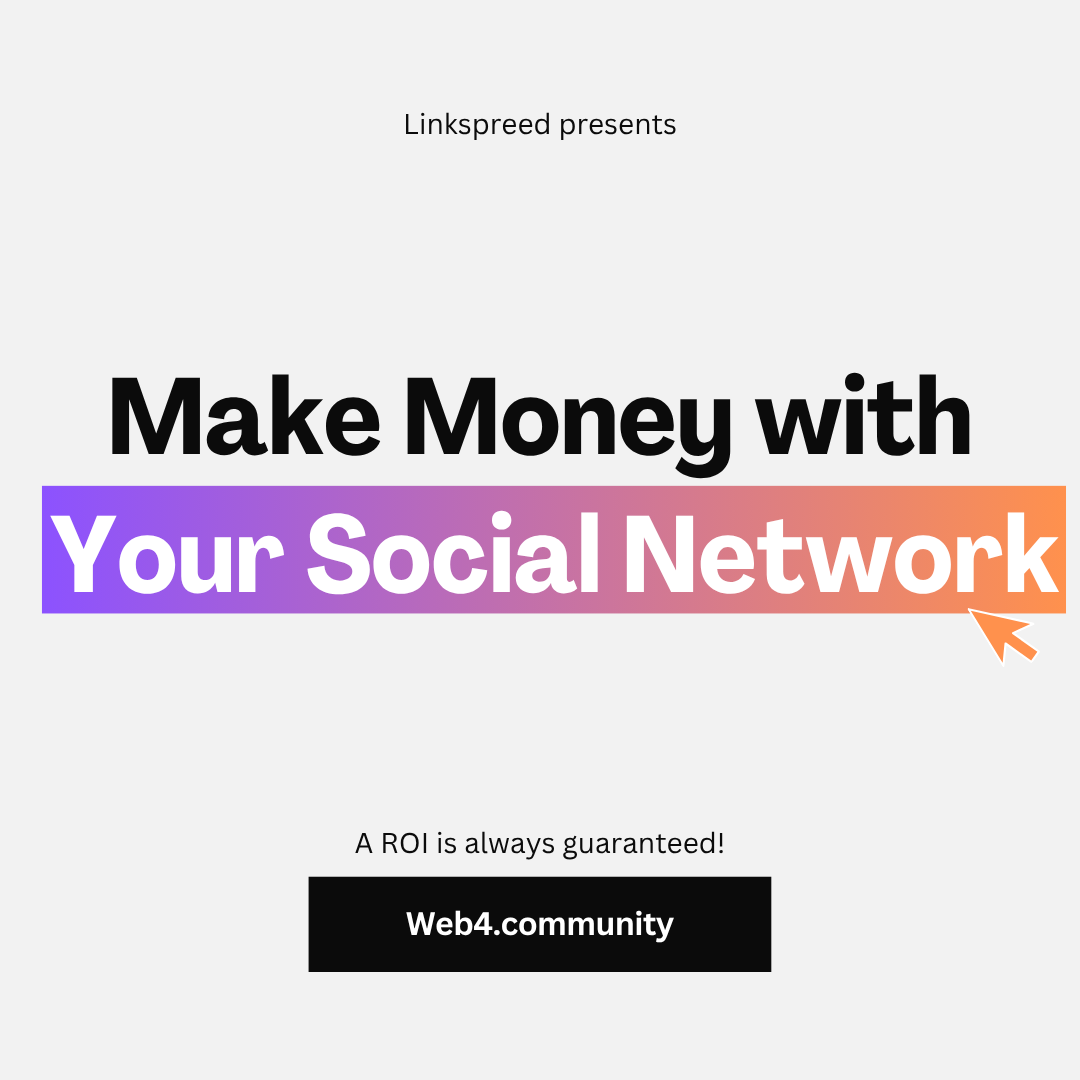 Linkspreed presents
Make Money with
Your Social Network
A ROI is always guaranteed!
Web4.community